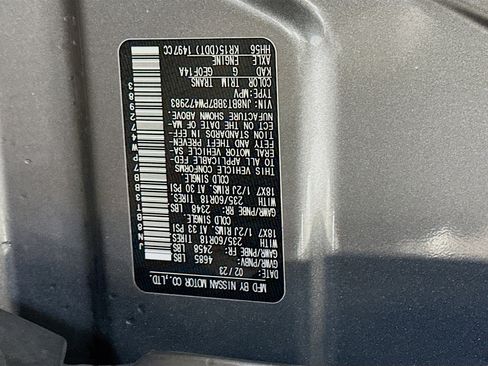 MFD BY NISSAN MOTOR CO.,LTD.
DATE: 02/23
GVWR/PNBV: 4685 LBS
GAWR/PNBE FR: 2458 LBS
WITH 235/60R18 TIRES
18X7 1/2J AT 33 PSI
COLD SINGLE.
GAWR/PNBE RR: 2348 LBS
WITH 235/60R18 TIRES
18X7 1/2J AT 30 PSI
COLD SINGLE.
THIS VEHICLE CONFORMS
TO ALL APPLICABLE FED-
ERAL MOTOR VEHICLE SA-
FETY AND THEFT PREVEN-
TION STANDARDS IN EFF-
ECT ON THE DATE OF MA-
NUFACTURE SHOWN ABOVE.
VIN: JN8BT3BB7PW472983
TYPE:MPV
COLOR TRIM TRANS
KAD G GE0F14A
AXLE ENGINE
HH56 KR15(DDT) 1497CC
JN8BT3BB7PW472983